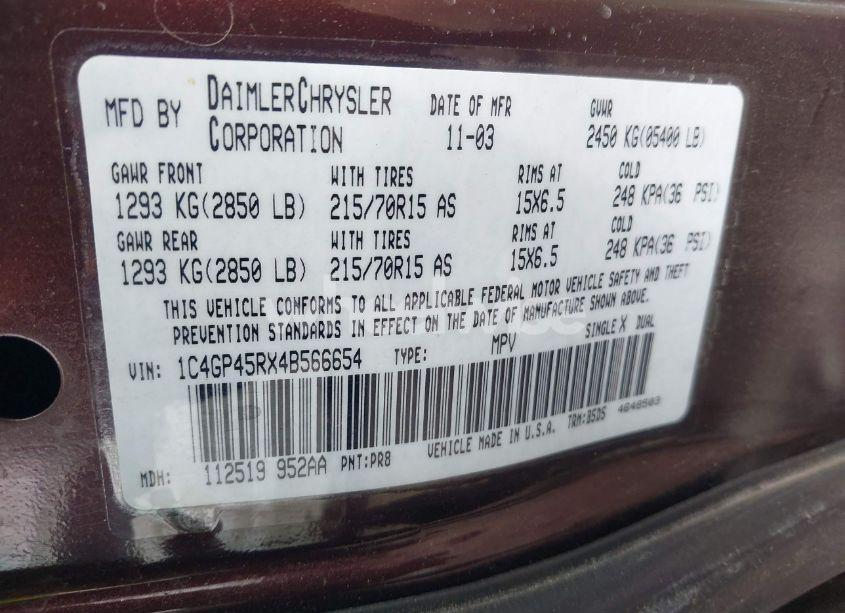 MFD BY DAIMLERCHRYSLER CORPORATION DATE OF MFR 11-03 GVWR 2450 KG(05400 LB)
GAWR FRONT WITH TIRES RIMS AT COLD
1293 KG(2850 LB) 215/70R15 AS 15X6.5 248 KPA(36 PSI)
GAWR REAR WITH TIRES RIMS AT COLD
1293 KG(2850 LB) 215/70R15 AS 15X6.5 248 KPA(36 PSI)
THIS VEHICLE CONFORMS TO ALL APPLICABLE FEDERAL MOTOR VEHICLE SAFETY AND THEFT
PREVENTION STANDARDS IN EFFECT ON THE DATE OF MANUFACTURE SHOWN ABOVE.
VIN: 1C4GP45RX4B566654 TYPE: MPV SINGLE X DUAL
MDH: 112519 952AA PNT:PR8 VEHICLE MADE IN U.S.A. TRM:B5D5 4648503